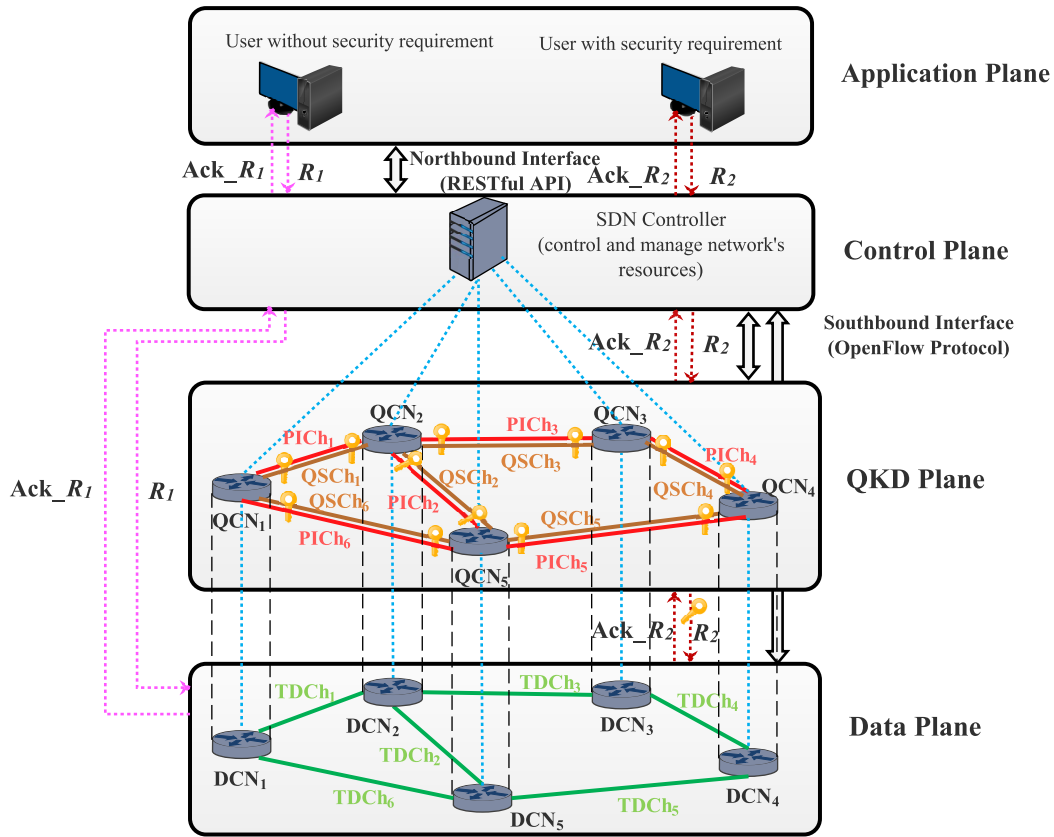 User without security requirement
User with security requirement
Application Plane
Ack_R1
R1
Northbound Interface
(RESTful API)
Ack_R2
R2
SDN Controller
(control and manage network's
resources)
Control Plane
Ack_R2
R2
Southbound Interface
(OpenFlow Protocol)
Ack_R1
R1
QCN2
QCN3
PICh1
PICh3
PICh4
QSCh1
QSCh2
QSCh3
QSCh4
QKD Plane
QCN1
QSCh6
PICh2
QSCh5
QCN4
PICh6
PICh5
QCN5
Ack_R2
R2
TDCh1
TDCh3
TDCh4
DCN2
DCN3
Data Plane
DCN1
TDCh2
DCN4
TDCh6
TDCh5
DCN5